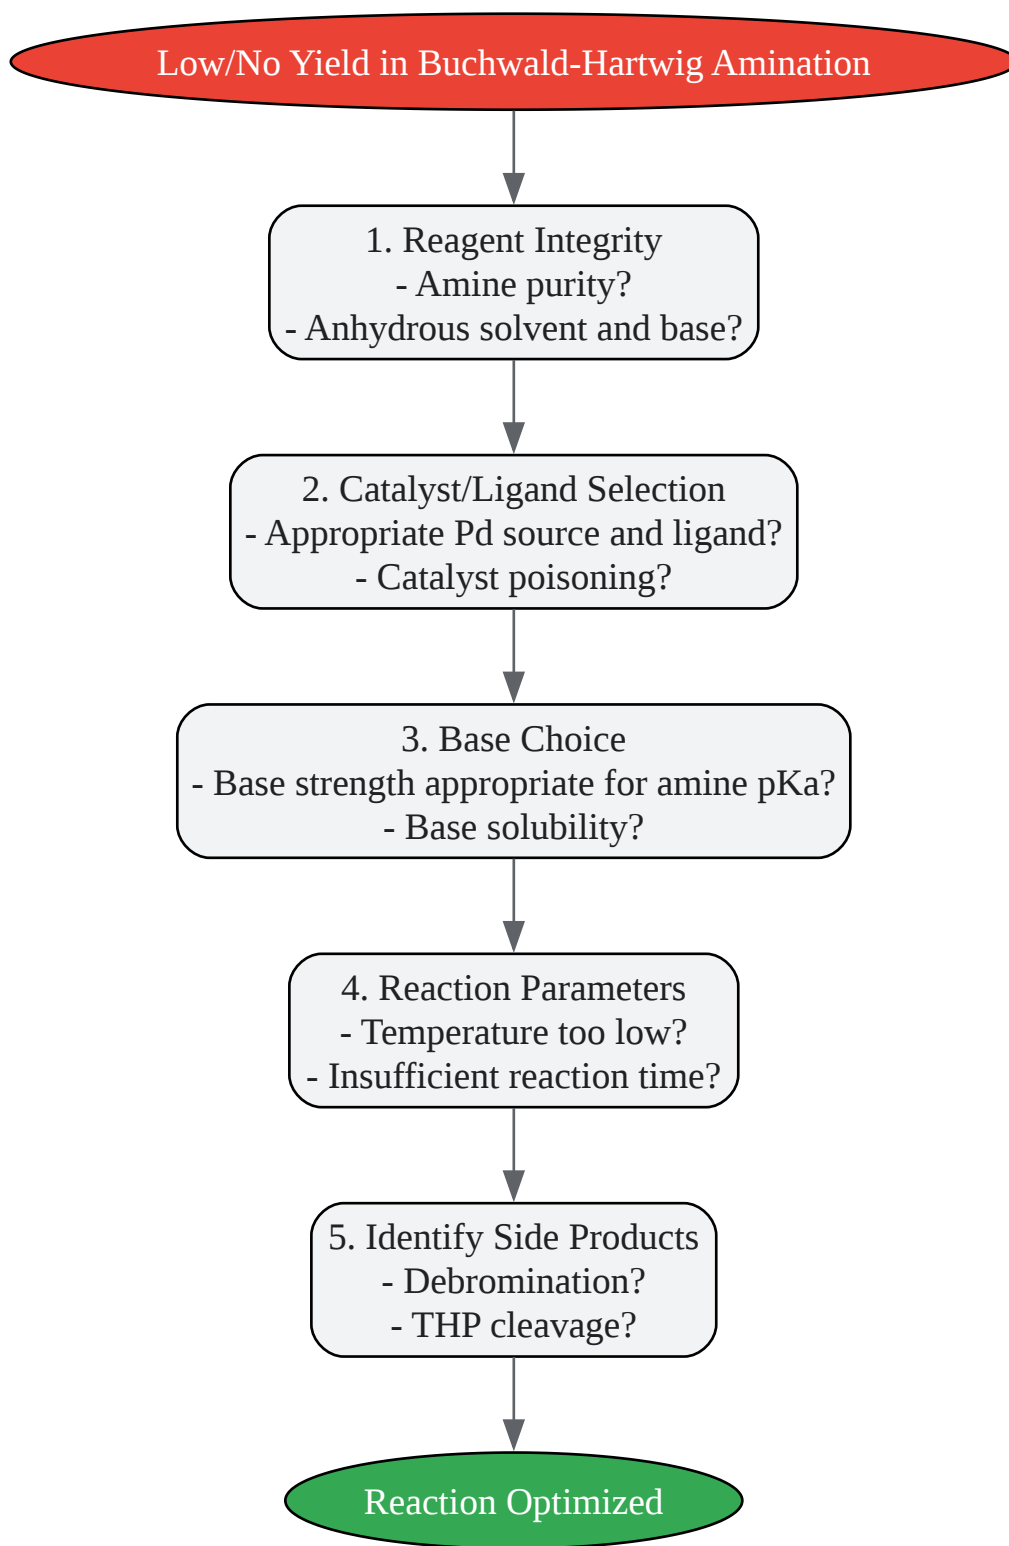 Low/No Yield in Buchwald-Hartwig Amination
1. Reagent Integrity
- Amine purity?
- Anhydrous solvent and base?
2. Catalyst/Ligand Selection
- Appropriate Pd source and ligand?
- Catalyst poisoning?
3. Base Choice
- Base strength appropriate for amine pKa?
- Base solubility?
4. Reaction Parameters
- Temperature too low?
- Insufficient reaction time?
5. Identify Side Products
- Debromination?
- THP cleavage?
Reaction Optimized